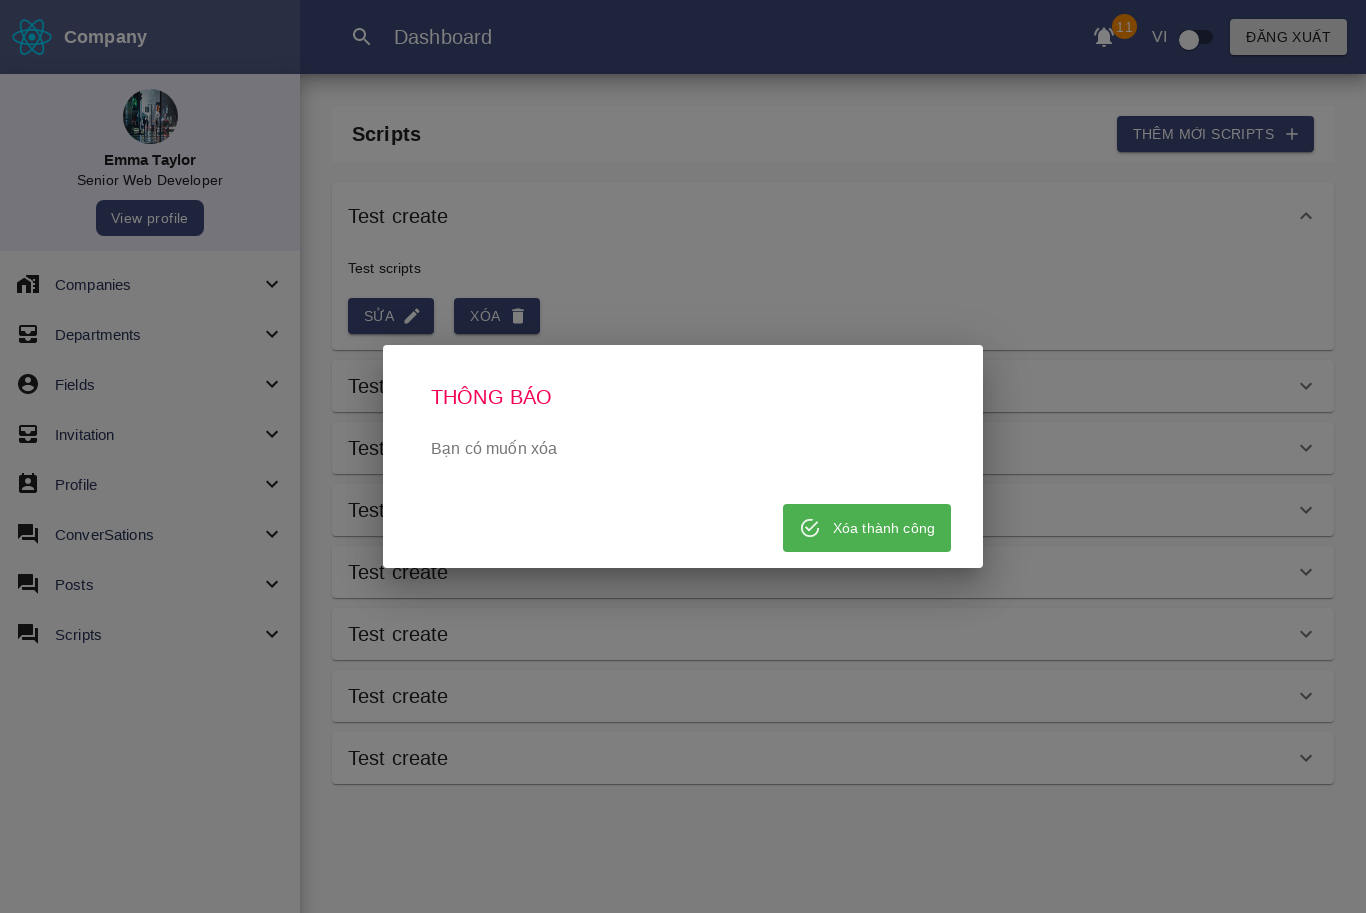 Company
Dashboard
11
VI
ĐĂNG XUẤT
Emma Taylor
Senior Web Developer
View profile
Companies
Departments
Fields
Invitation
Profile
ConverSations
Posts
Scripts
Scripts
THÊM MỚI SCRIPTS
Test create
Test scripts
SỬA
XÓA
Test
Test
Test
THÔNG BÁO
Bạn có muốn xóa
Xóa thành công
Test create
Test create
Test create
Test create